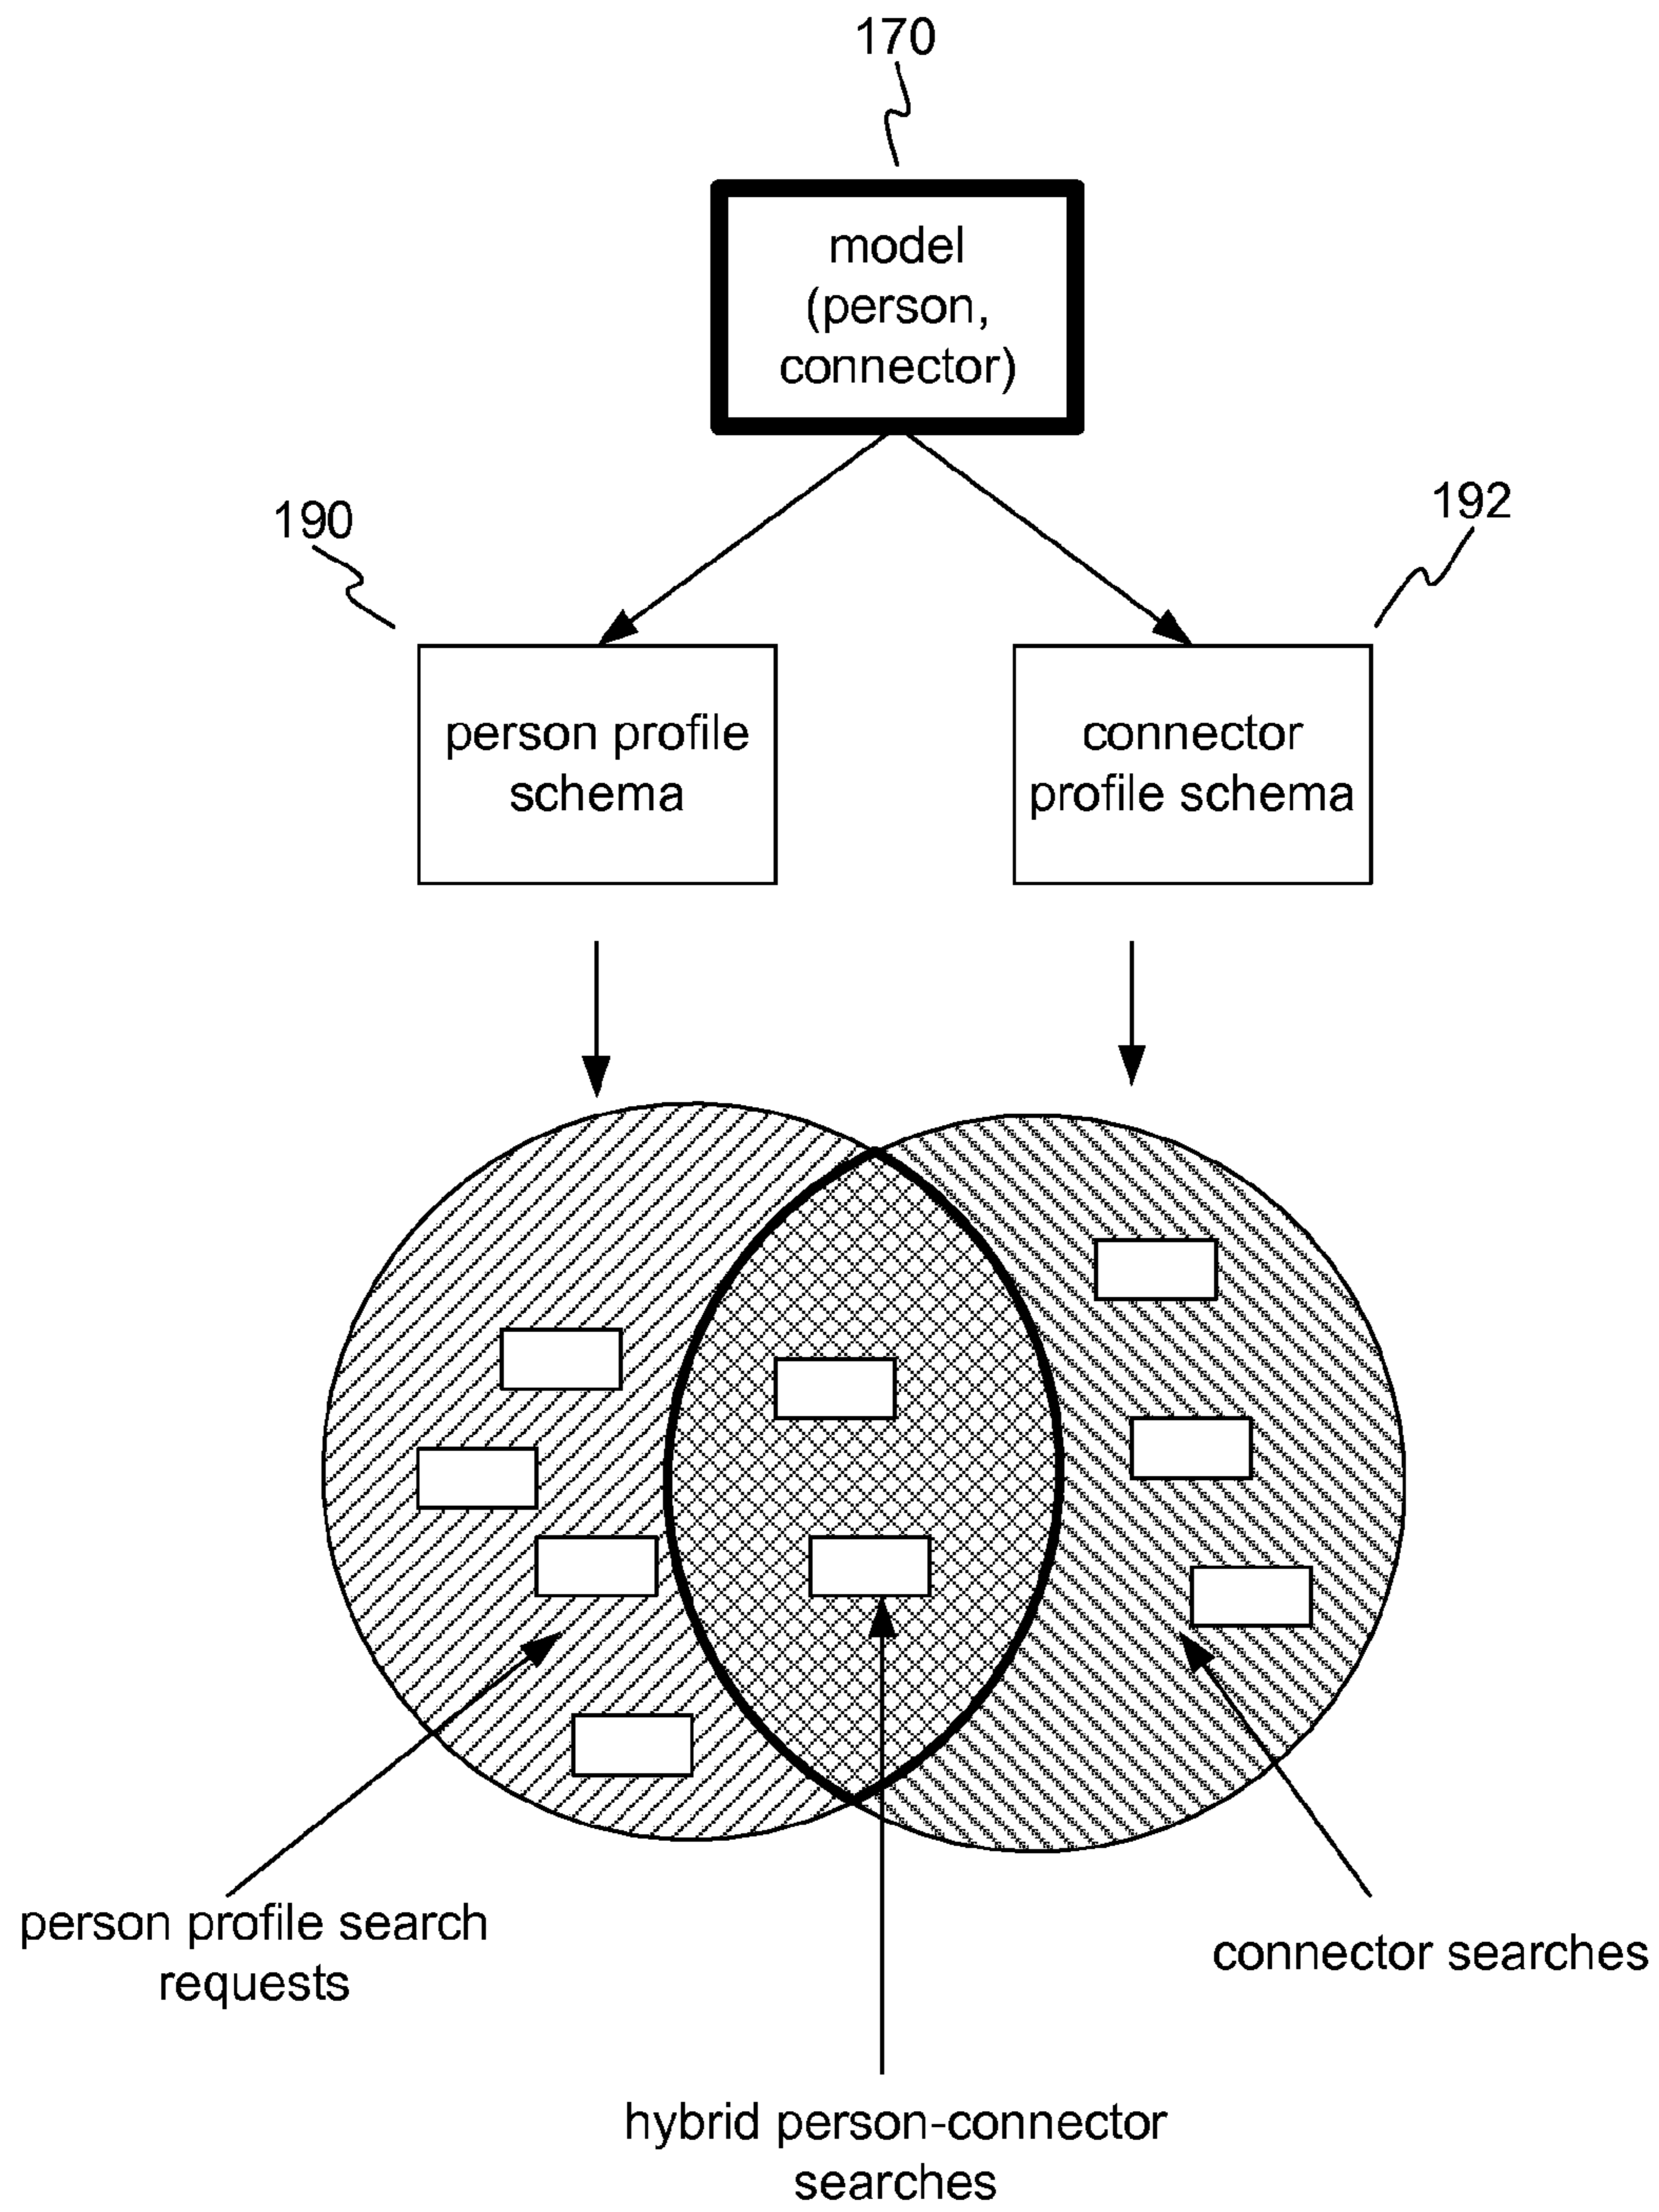 170
model
(person,
connector)
190
192
person profile
schema
connector
profile schema
person profile search
requests
connector searches
hybrid person-connector
searches